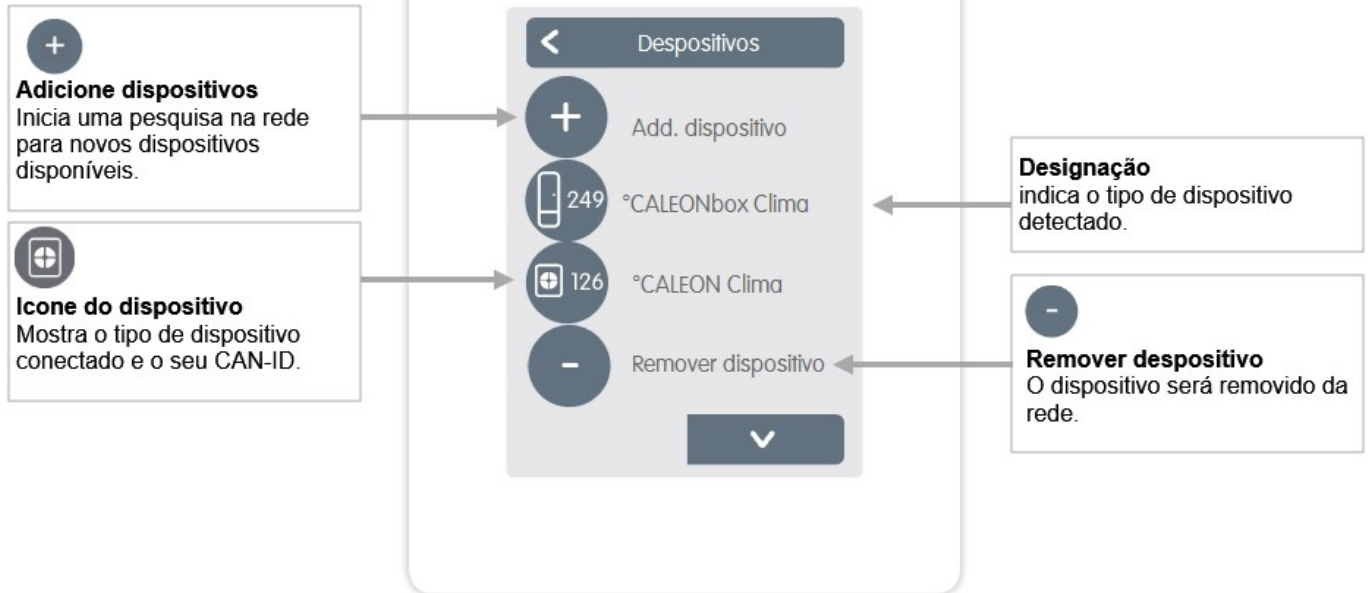 +
Adicione dispositivos
Inicia uma pesquisa na rede
para novos dispositivos
disponíveis.
Icone do dispositivo
Mostra o tipo de dispositivo
conectado e o seu CAN-ID.
< Despositivos
+ Add. dispositivo
249 °CALEONbox Clima
126 °CALEON Clima
- Remover dispositivo
Designação
indica o tipo de dispositivo
detectado.
-
Remover despositivo
O dispositivo será removido da
rede.